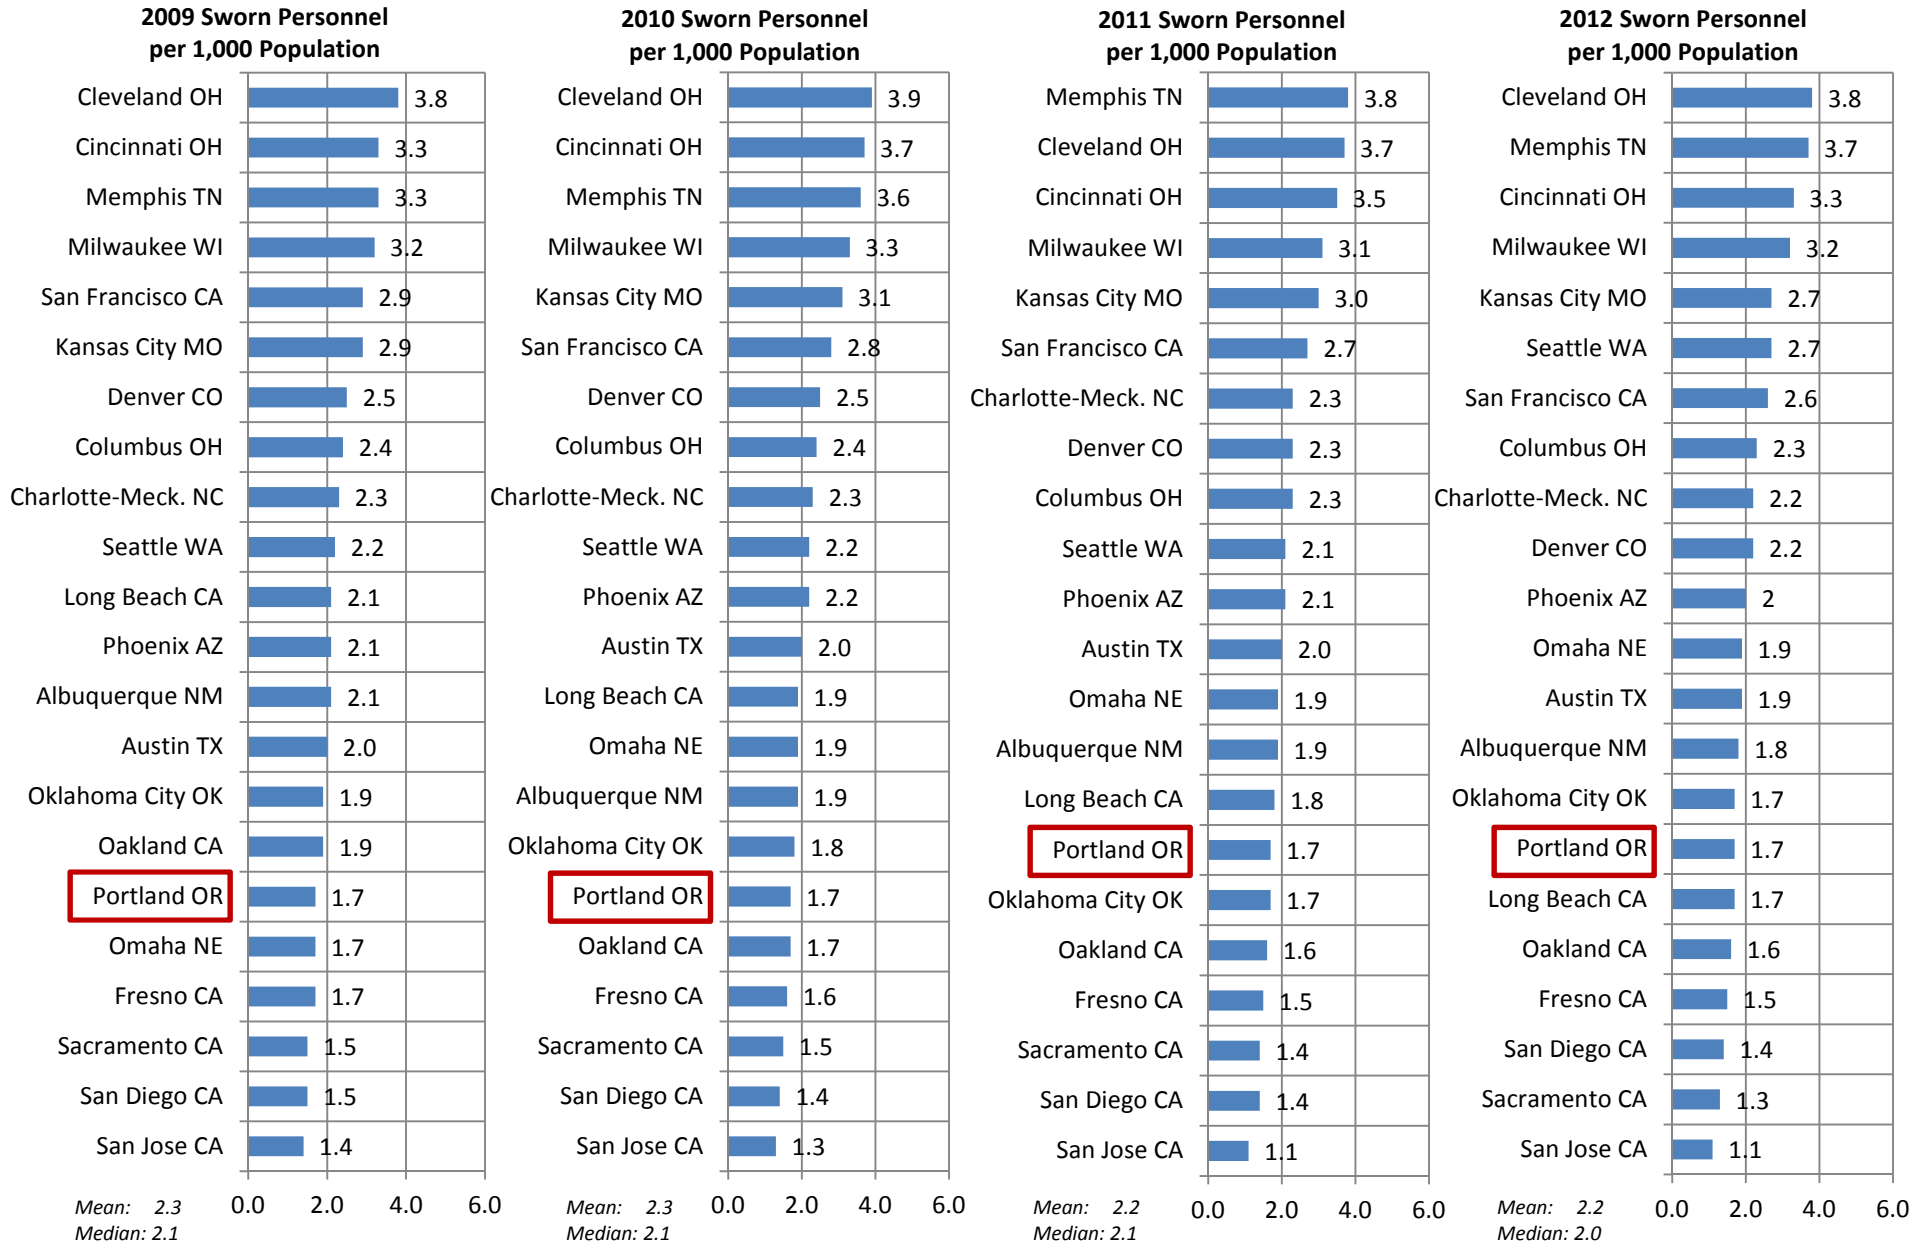 2009 Sworn Personnel
per 1,000 Population
Cleveland OH 3.8
Cincinnati OH 3.3
Memphis TN 3.3
Milwaukee WI 3.2
San Francisco CA 2.9
Kansas City MO 2.9
Denver CO 2.5
Columbus OH 2.4
Charlotte-Meck. NC 2.3
Seattle WA 2.2
Long Beach CA 2.1
Phoenix AZ 2.1
Albuquerque NM 2.1
Austin TX 2.0
Oklahoma City OK 1.9
Oakland CA 1.9
Portland OR 1.7
Omaha NE 1.7
Fresno CA 1.7
Sacramento CA 1.5
San Diego CA 1.5
San Jose CA 1.4
0.0 2.0 4.0 6.0
Mean: 2.3
Median: 2.1
2010 Sworn Personnel
per 1,000 Population
Cleveland OH 3.9
Cincinnati OH 3.7
Memphis TN 3.6
Milwaukee WI 3.3
Kansas City MO 3.1
San Francisco CA 2.8
Denver CO 2.5
Columbus OH 2.4
Charlotte-Meck. NC 2.3
Seattle WA 2.2
Phoenix AZ 2.2
Austin TX 2.0
Long Beach CA 1.9
Omaha NE 1.9
Albuquerque NM 1.9
Oklahoma City OK 1.8
Portland OR 1.7
Oakland CA 1.7
Fresno CA 1.6
Sacramento CA 1.5
San Diego CA 1.4
San Jose CA 1.3
0.0 2.0 4.0 6.0
Mean: 2.3
Median: 2.1
2011 Sworn Personnel
per 1,000 Population
Memphis TN 3.8
Cleveland OH 3.7
Cincinnati OH 3.5
Milwaukee WI 3.1
Kansas City MO 3.0
San Francisco CA 2.7
Charlotte-Meck. NC 2.3
Denver CO 2.3
Columbus OH 2.3
Seattle WA 2.1
Phoenix AZ 2.1
Austin TX 2.0
Omaha NE 1.9
Albuquerque NM 1.9
Long Beach CA 1.8
Portland OR 1.7
Oklahoma City OK 1.7
Oakland CA 1.6
Fresno CA 1.5
Sacramento CA 1.4
San Diego CA 1.4
San Jose CA 1.1
0.0 2.0 4.0 6.0
Mean: 2.2
Median: 2.1
2012 Sworn Personnel
per 1,000 Population
Cleveland OH 3.8
Memphis TN 3.7
Cincinnati OH 3.3
Milwaukee WI 3.2
Kansas City MO 2.7
Seattle WA 2.7
San Francisco CA 2.6
Columbus OH 2.3
Charlotte-Meck. NC 2.2
Denver CO 2.2
Phoenix AZ 2
Omaha NE 1.9
Austin TX 1.9
Albuquerque NM 1.8
Oklahoma City OK 1.7
Portland OR 1.7
Long Beach CA 1.7
Oakland CA 1.6
Fresno CA 1.5
San Diego CA 1.4
Sacramento CA 1.3
San Jose CA 1.1
0.0 2.0 4.0 6.0
Mean: 2.2
Median: 2.0